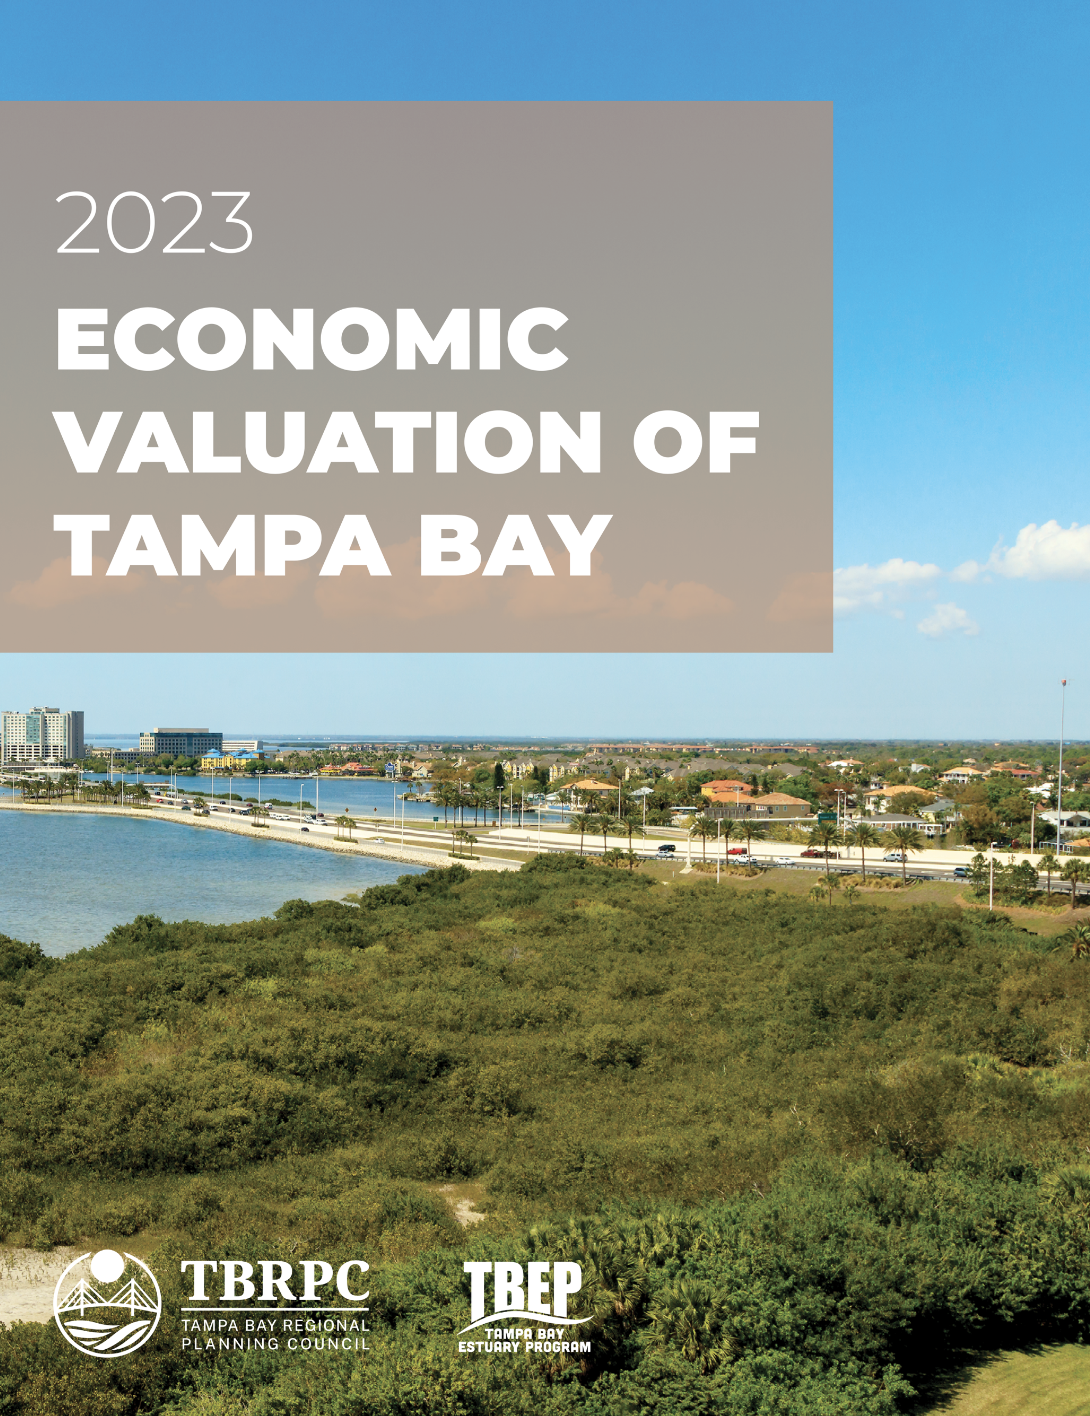 2023
ECONOMIC
VALUATION OF
TAMPA BAY
TBRPC
TAMPA BAY REGIONAL
PLANNING COUNCIL
TBEP
TAMPA BAY
ESTUARY PROGRAM